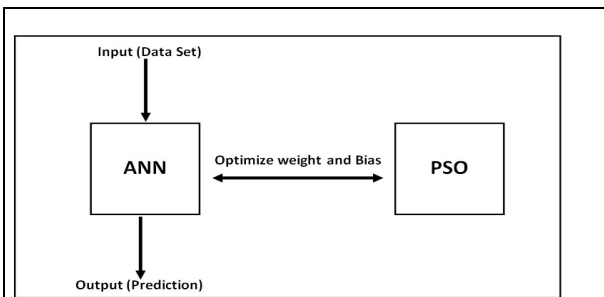 Input (Data Set)
ANN
Optimize weight and Bias
PSO
Output (Prediction)